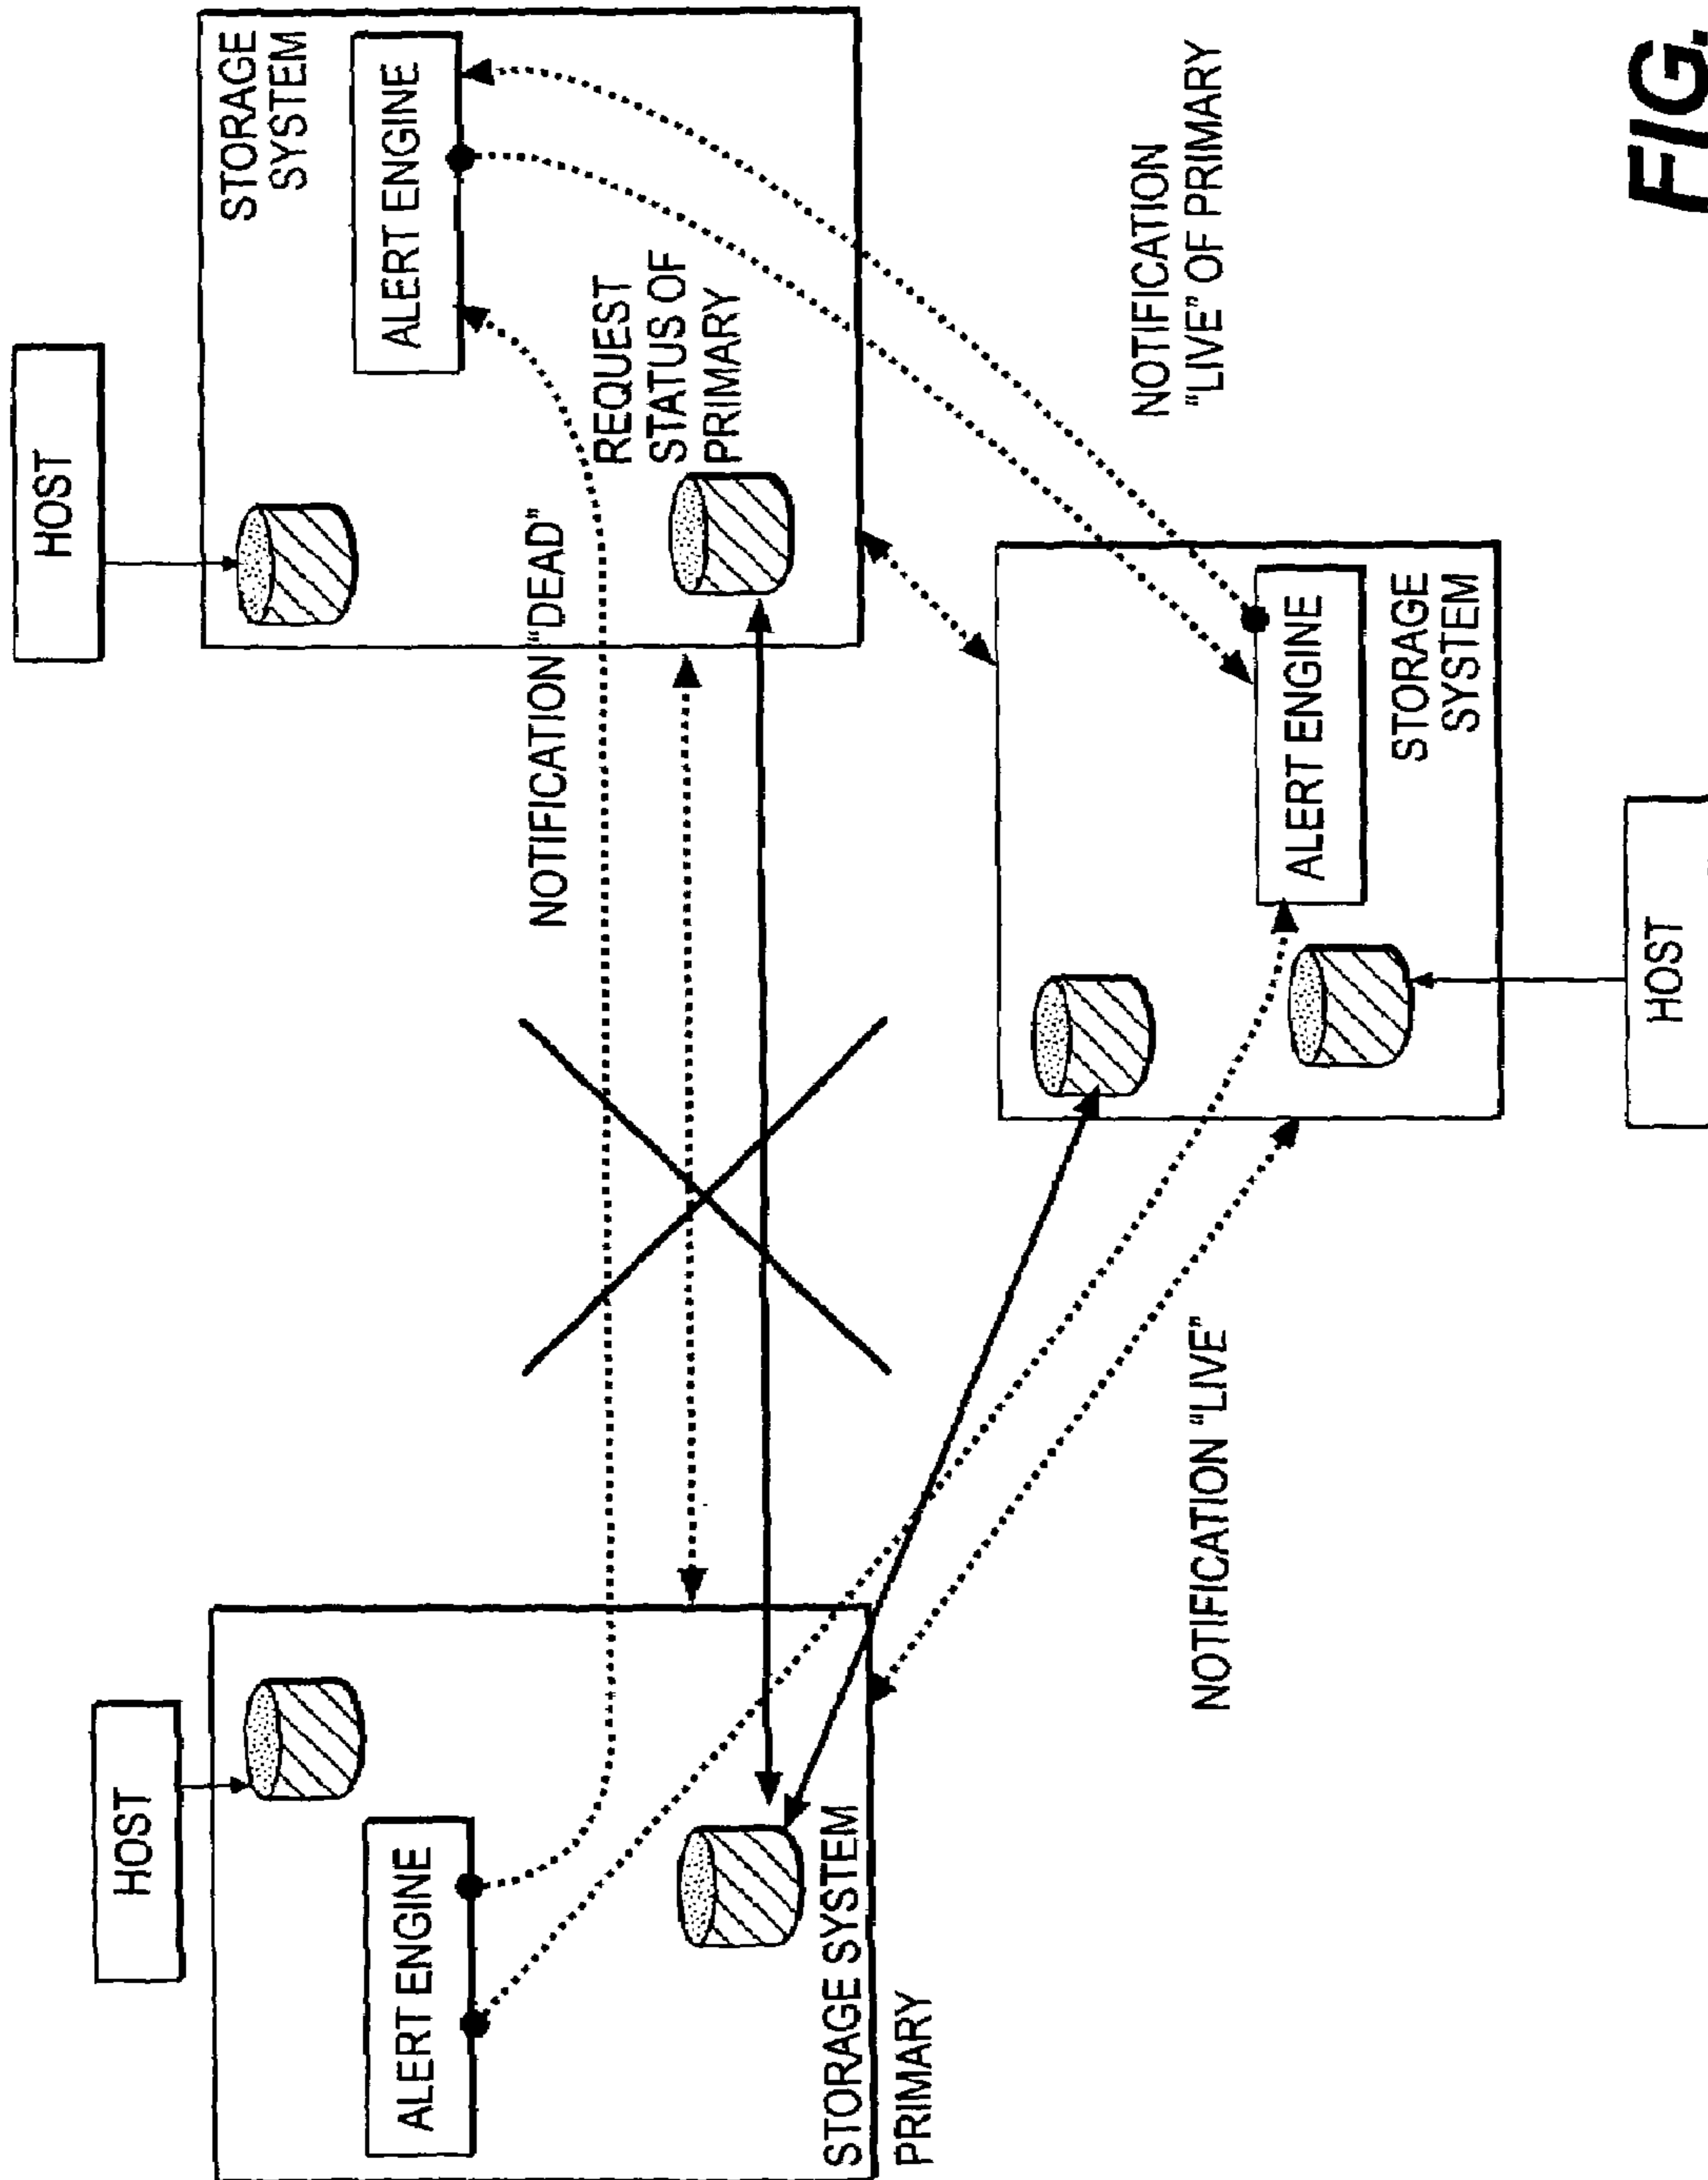 HOST
ALERT ENGINE
STORAGE SYSTEM
PRIMARY
HOST
STORAGE
SYSTEM
ALERT ENGINE
NOTIFICATION "DEAD"
REQUEST
STATUS OF
PRIMARY
NOTIFICATION "LIVE"
NOTIFICATION
"LIVE" OF PRIMARY
ALERT ENGINE
STORAGE
SYSTEM
HOST
FIG.